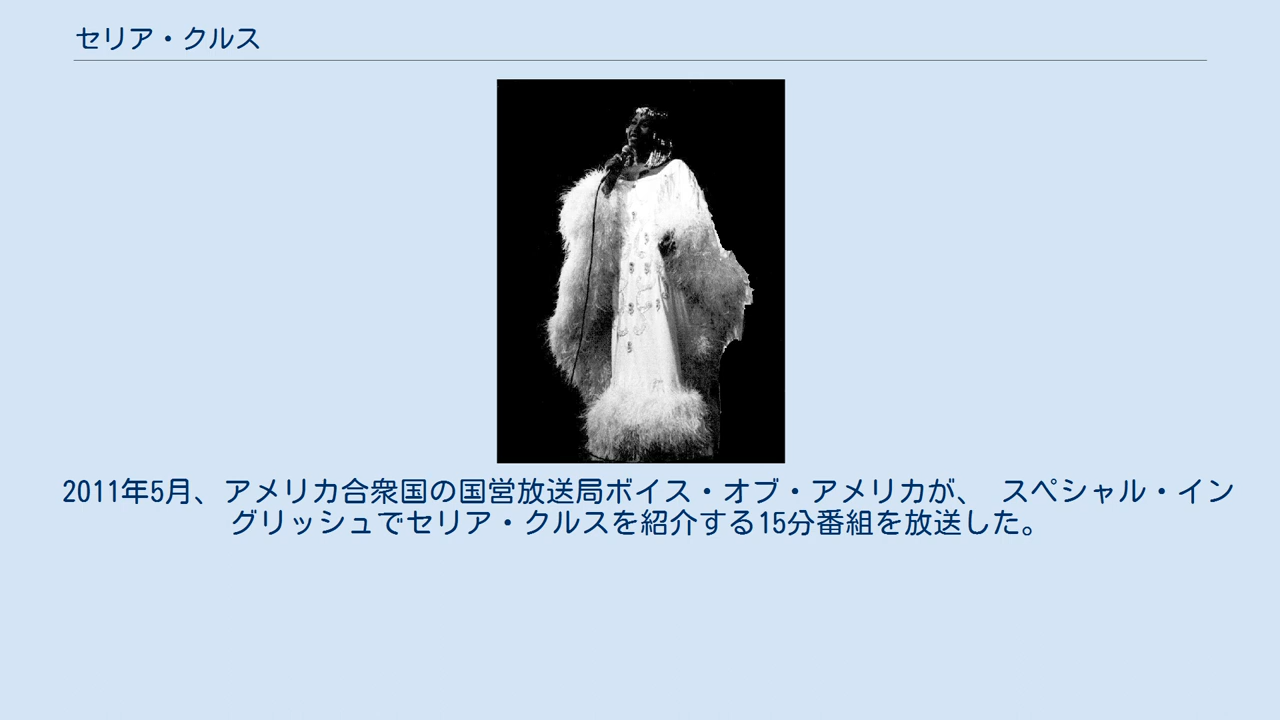 セリア・クルス
2011年5月、アメリカ合衆国の国営放送局ボイス・オブ・アメリカが、 スペシャル・イン
グリッシュでセリア・クルスを紹介する15分番組を放送した。